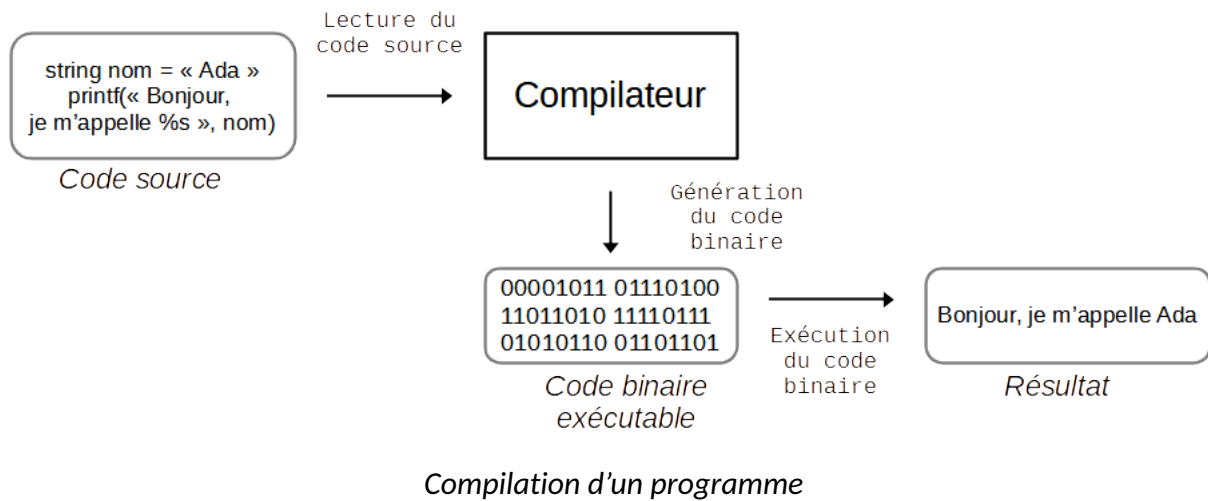 string nom = « Ada »
printf(« Bonjour,
je m’appelle %s », nom)
Code source
Lecture du
code source
Compilateur
Génération
du code
binaire
00001011 01110100
11011010 11110111
01010110 01101101
Code binaire
exécutable
Exécution
du code
binaire
Bonjour, je m’appelle Ada
Résultat
Compilation d’un programme